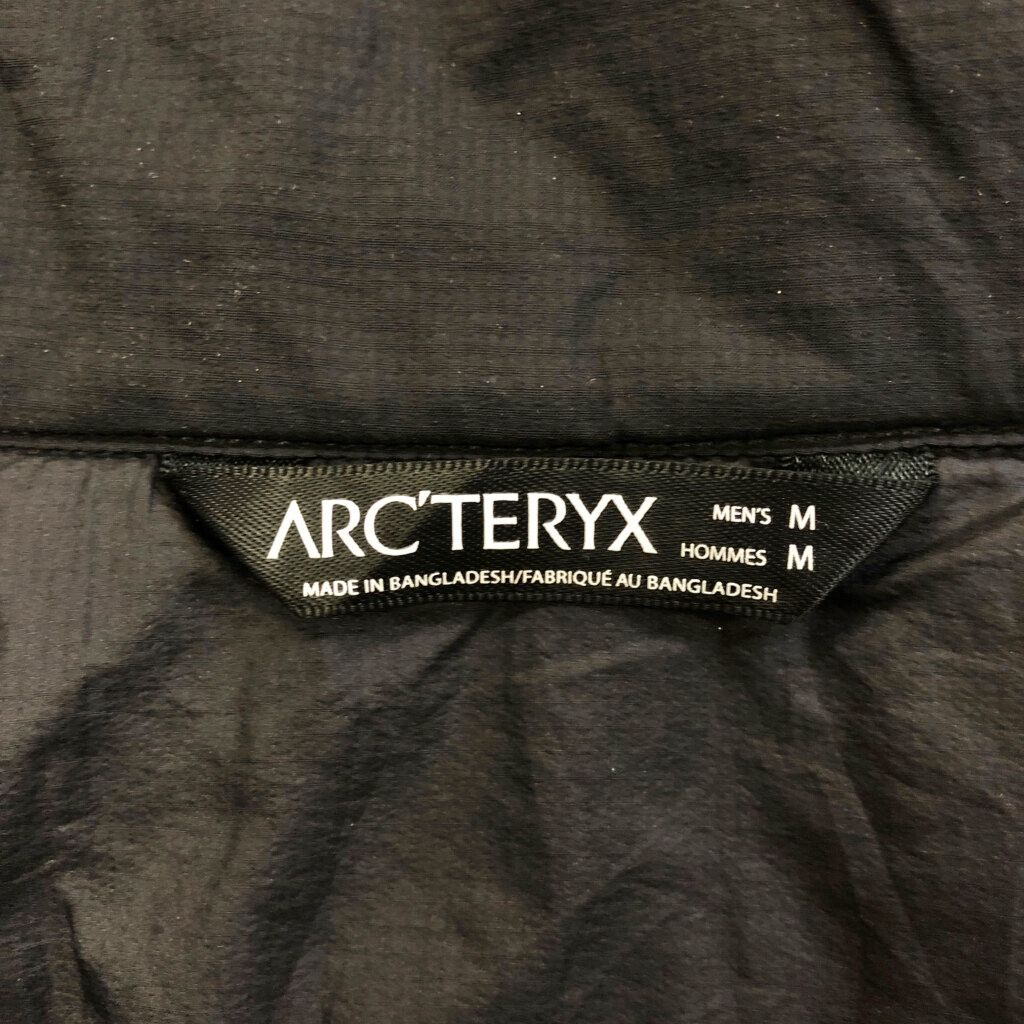 ARC'TERYX
MEN'S M
HOMMES M
MADE IN BANGLADESH/FABRIQUÉ AU BANGLADESH